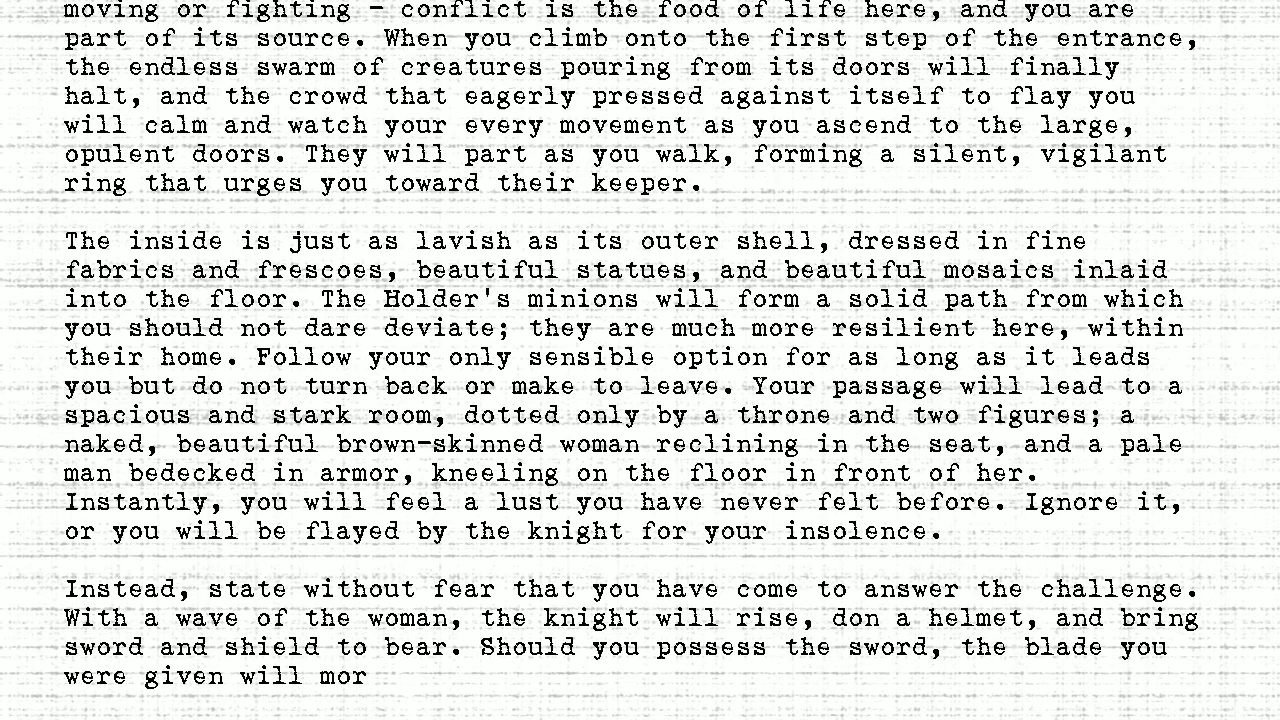 moving or fighting - conflict is the food of life here, and you are
part of its source. When you climb onto the first step of the entrance,
the endless swarm of creatures pouring from its doors will finally
halt, and the crowd that eagerly pressed against itself to flay you
will calm and watch your every movement as you ascend to the large,
opulent doors. They will part as you walk, forming a silent, vigilant
ring that urges you toward their keeper.

The inside is just as lavish as its outer shell, dressed in fine
fabrics and frescoes, beautiful statues, and beautiful mosaics inlaid
into the floor. The Holder's minions will form a solid path from which
you should not dare deviate; they are much more resilient here, within
their home. Follow your only sensible option for as long as it leads
you but do not turn back or make to leave. Your passage will lead to a
spacious and stark room, dotted only by a throne and two figures; a
naked, beautiful brown-skinned woman reclining in the seat, and a pale
man bedecked in armor, kneeling on the floor in front of her.
Instantly, you will feel a lust you have never felt before. Ignore it,
or you will be flayed by the knight for your insolence.

Instead, state without fear that you have come to answer the challenge.
With a wave of the woman, the knight will rise, don a helmet, and bring
sword and shield to bear. Should you possess the sword, the blade you
were given will mor